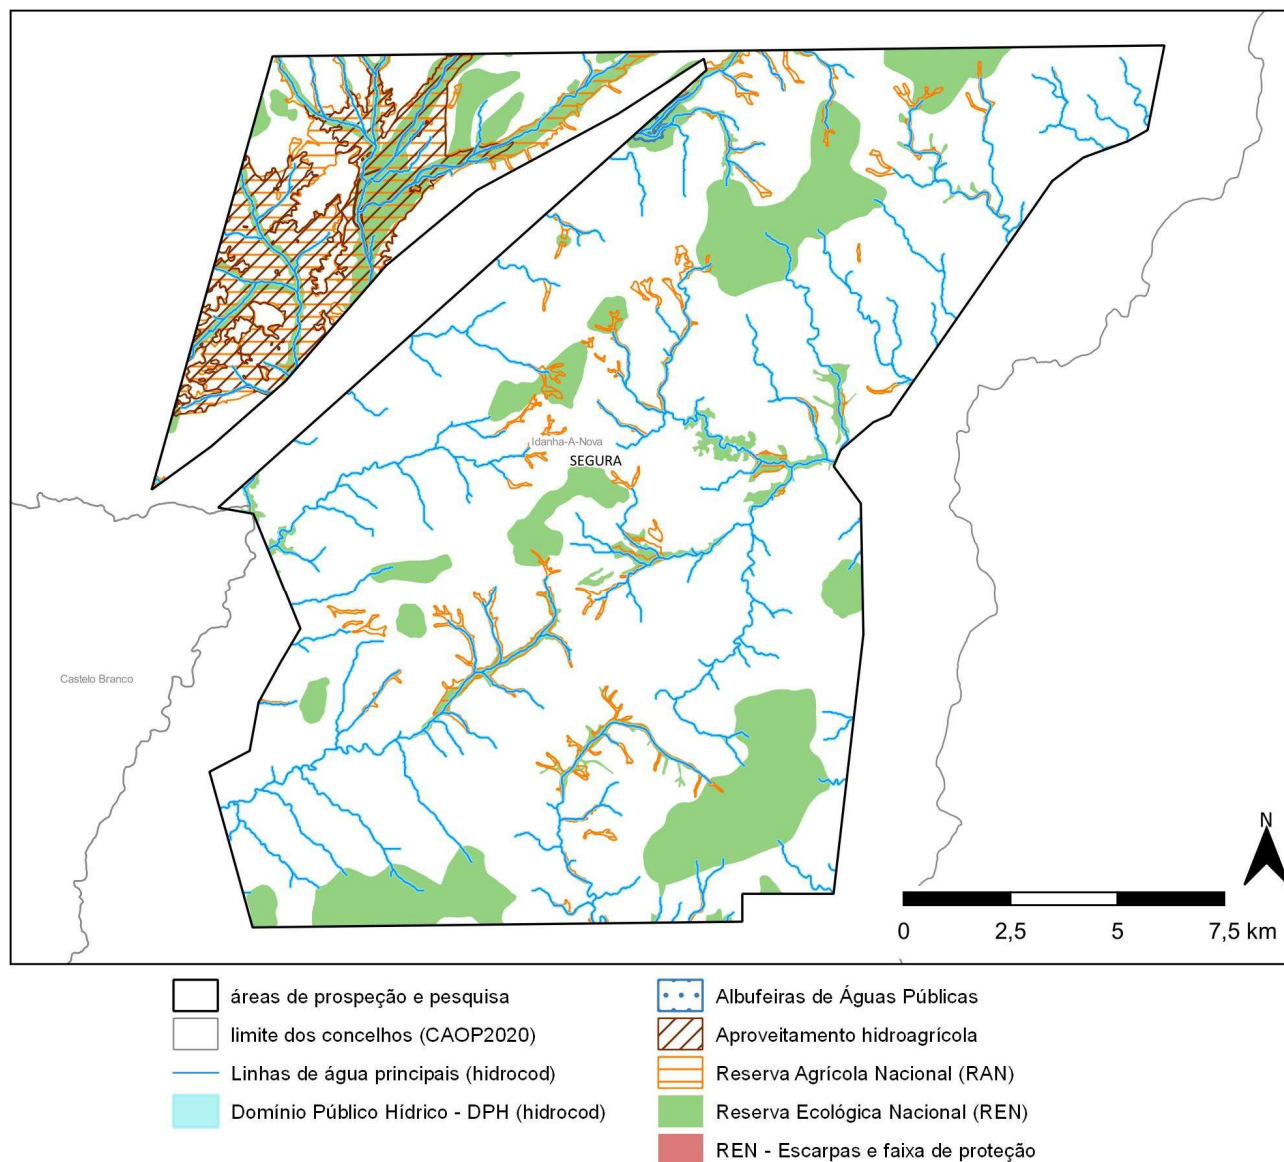 Idanha-A-Nova
SEGURA
Castelo Branco
N
0 2,5 5 7,5 km
áreas de prospeção e pesquisa
limite dos concelhos (CAOP2020)
Linhas de água principais (hidrocod)
Domínio Público Hídrico - DPH (hidrocod)
Albufeiras de Águas Públicas
Aproveitamento hidroagrícola
Reserva Agrícola Nacional (RAN)
Reserva Ecológica Nacional (REN)
REN - Escarpas e faixa de proteção